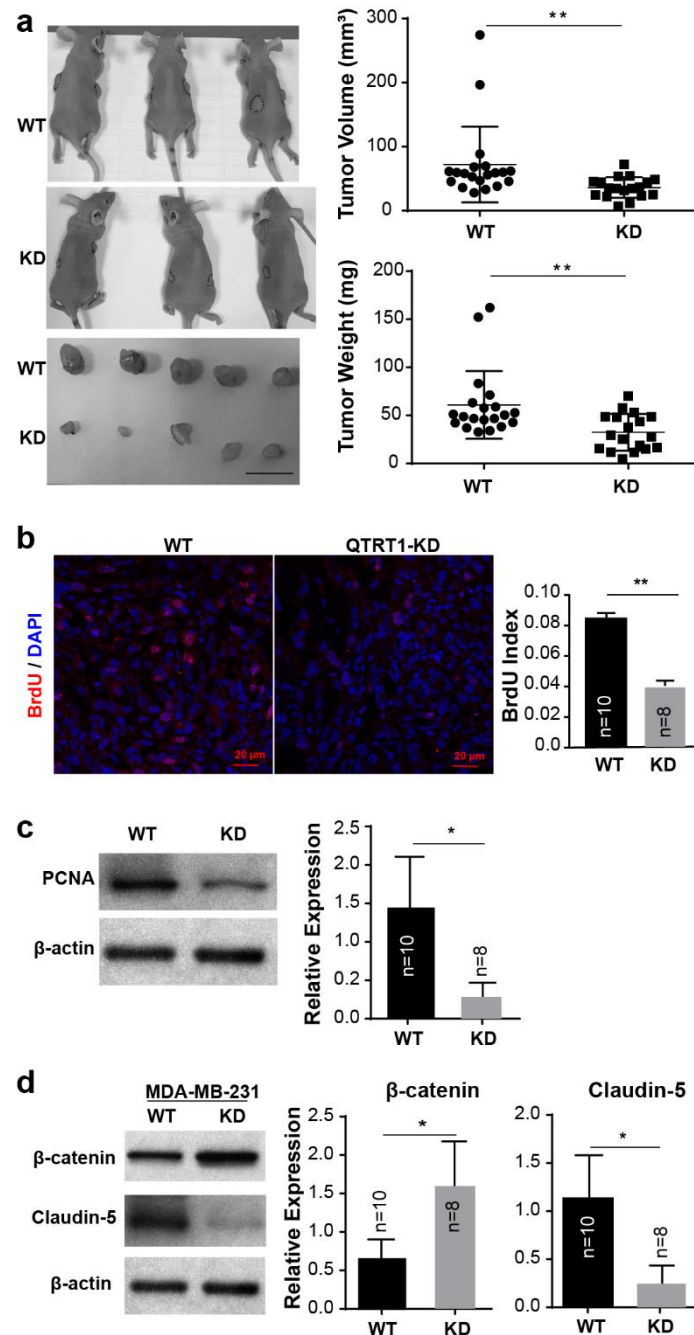 a
WT
KD
WT
KD
Tumor Volume (mm³)
300
200
100
0
**
WT
KD
Tumor Weight (mg)
200
150
100
50
0
**
WT
KD
b
WT
QTRT1-KD
BrdU / DAPI
20 µm
20 µm
BrdU Index
0.10
0.08
0.06
0.04
0.02
0.0
**
n=10
n=8
WT
KD
c
WT
KD
PCNA
β-actin
Relative Expression
2.5
2.0
1.5
1.0
0.2
0.0
*
n=10
n=8
WT
KD
d
MDA-MB-231
WT
KD
β-catenin
Claudin-5
β-actin
β-catenin
Relative Expression
2.5
2.0
1.5
1.0
0.5
0.0
*
n=10
n=8
WT
KD
Claudin-5
2.0
1.5
1.0
0.5
0.0
*
n=10
n=8
WT
KD